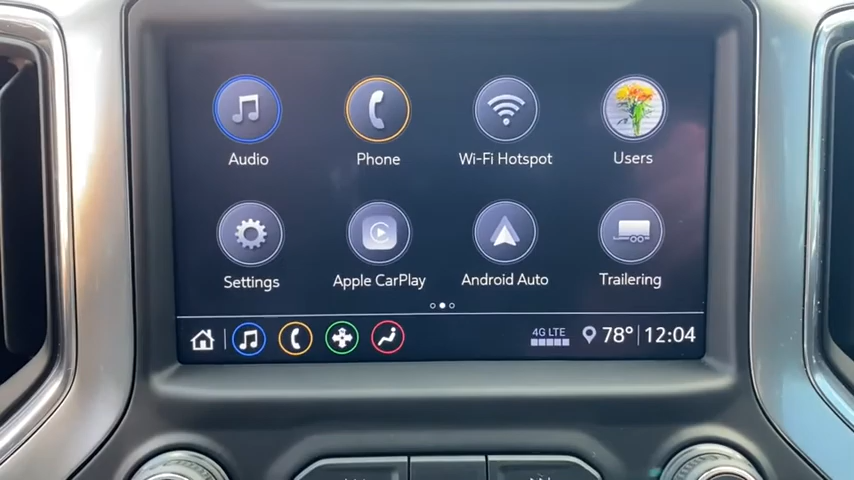 Audio Phone Wi-Fi Hotspot Users
Settings Apple CarPlay Android Auto Trailering
4G LTE 78° 12:04